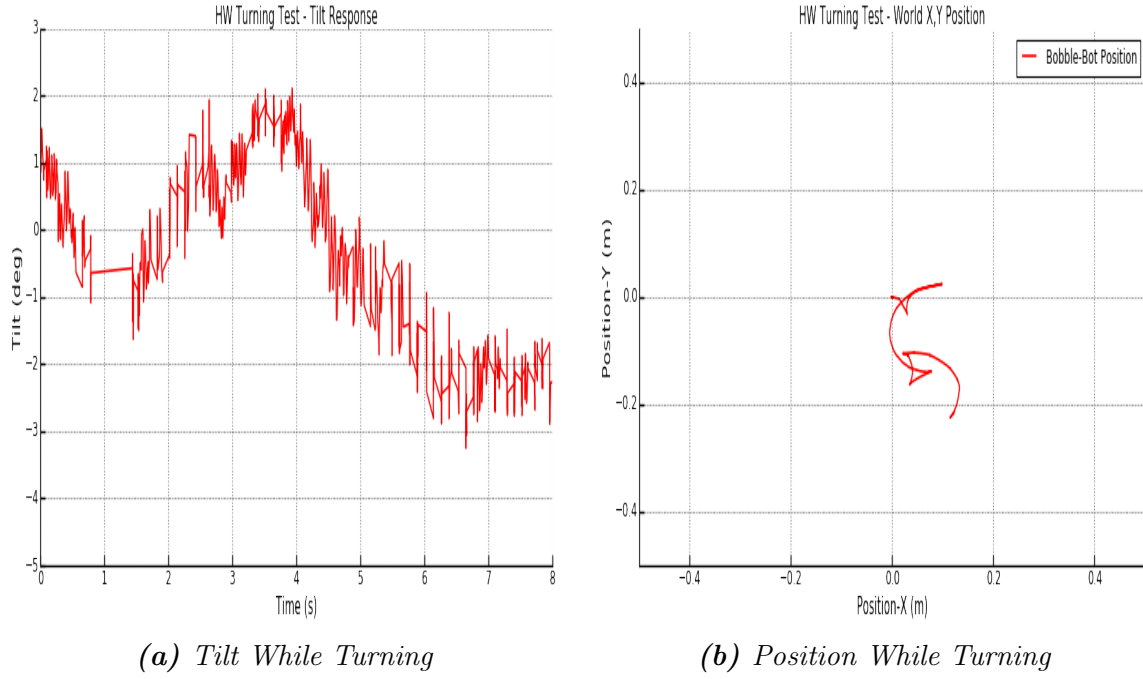 HW Turning Test - Tilt Response
3
2
1
0
−1
−2
−3
−4
−5
Tilt (deg)
0 1 2 3 4 5 6 7 8
Time (s)
(a) Tilt While Turning
HW Turning Test - World X,Y Position
Bobble-Bot Position
0.4
0.2
0.0
−0.2
−0.4
Position-Y (m)
−0.4 −0.2 0.0 0.2 0.4
Position-X (m)
(b) Position While Turning